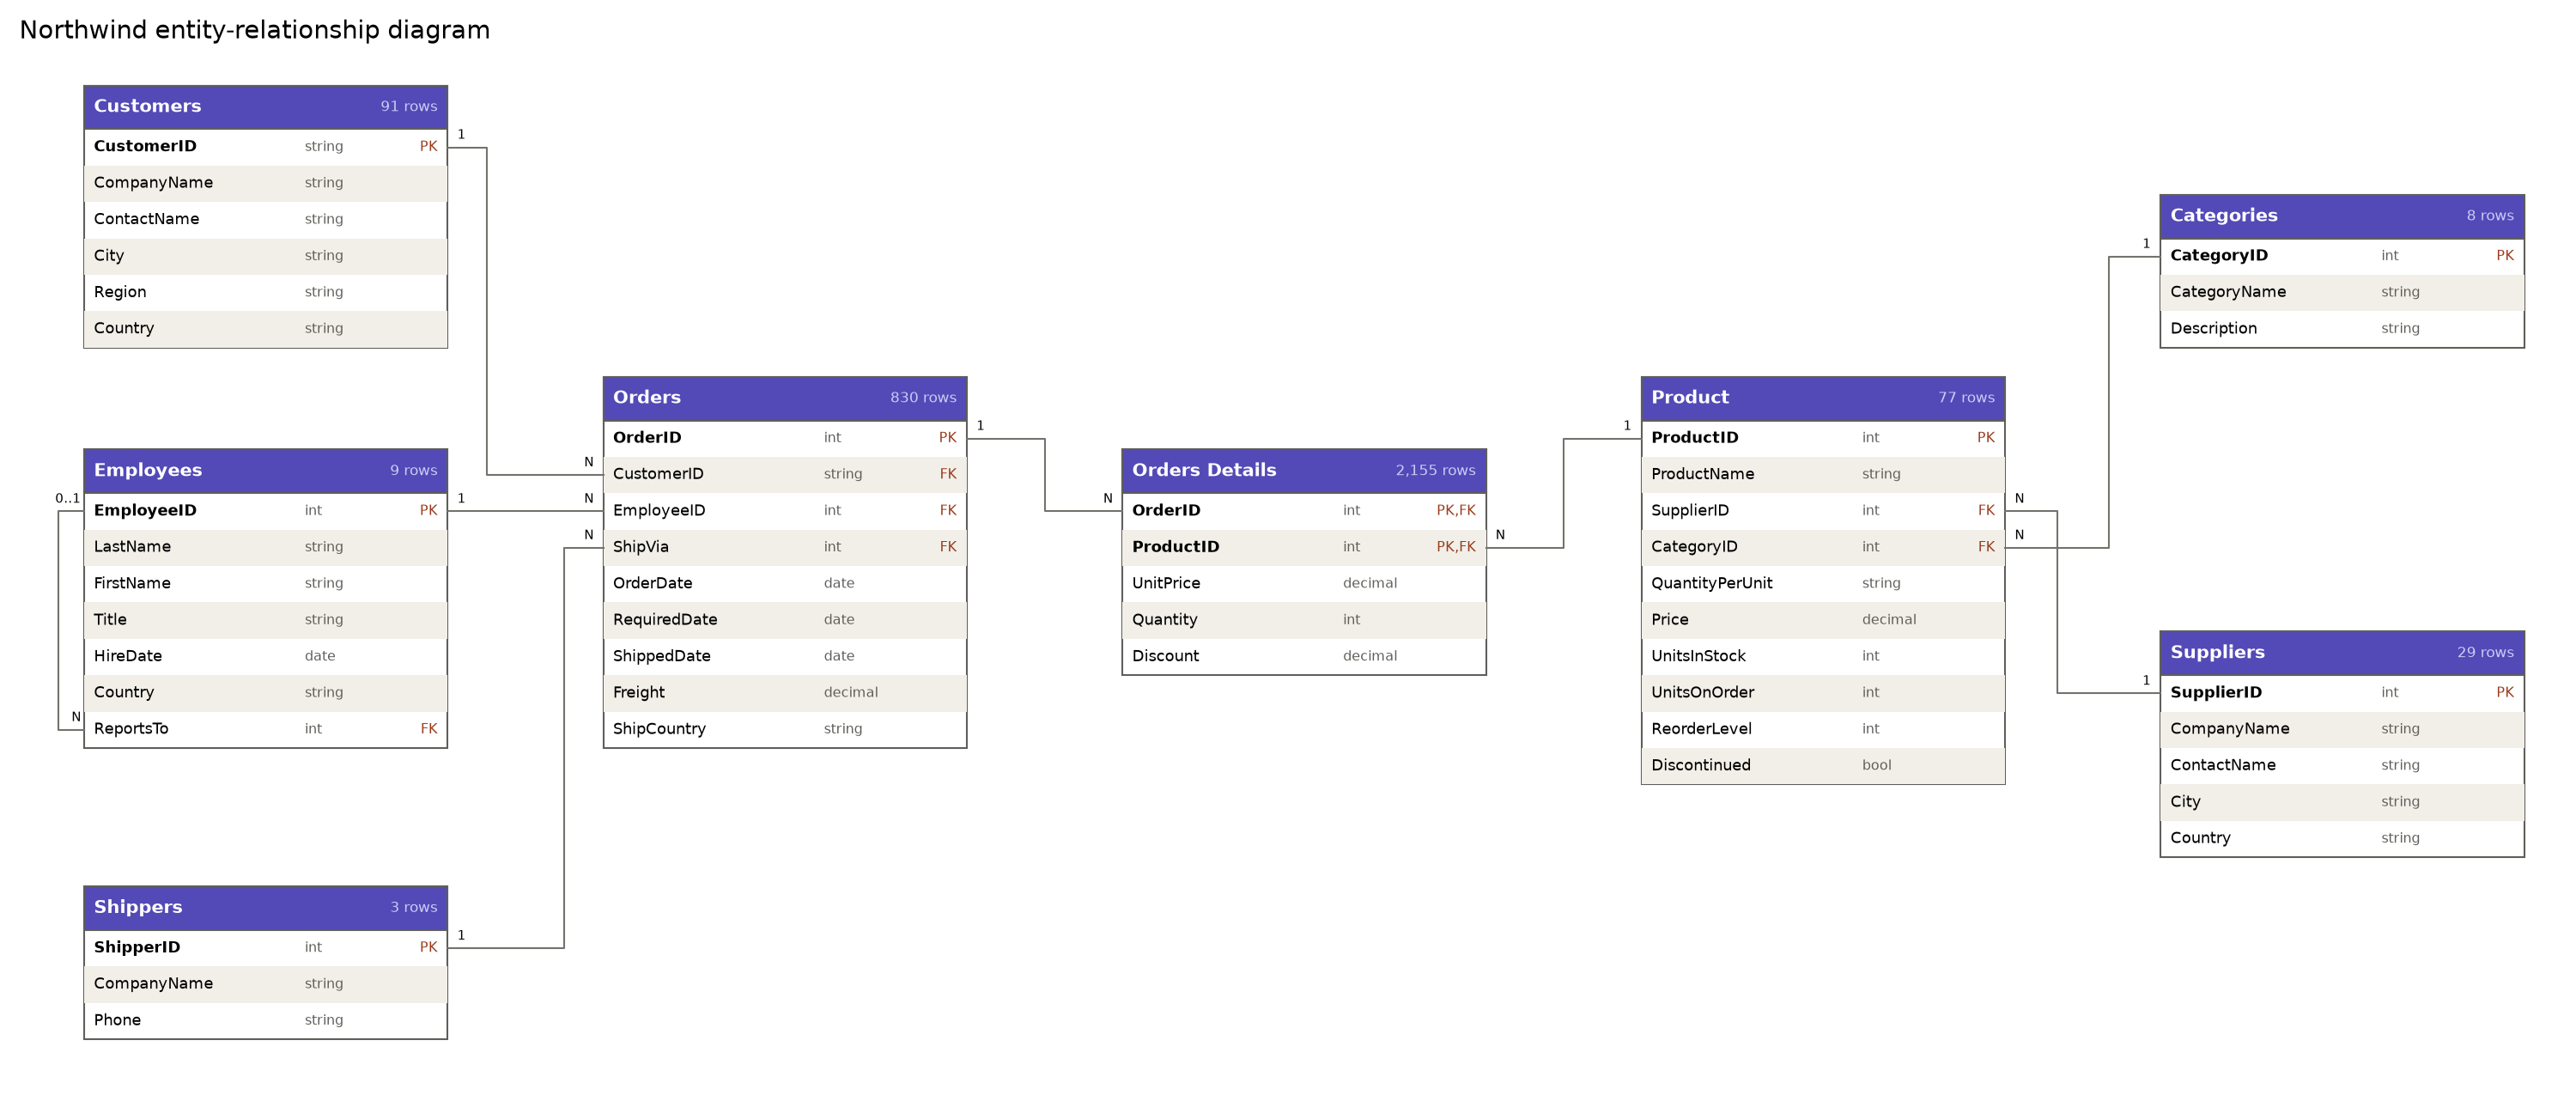 Northwind entity-relationship diagram
Customers 91 rows
1
CustomerID string PK
CompanyName string
ContactName string
City string
Region string
Country string
Employees 9 rows
0..1
1
EmployeeID int PK
LastName string
FirstName string
Title string
HireDate date
Country string
N
ReportsTo int FK
Shippers 3 rows
1
ShipperID int PK
CompanyName string
Phone string
Orders 830 rows
1
OrderID int PK
N
CustomerID string FK
N
EmployeeID int FK
N
ShipVia int FK
OrderDate date
RequiredDate date
ShippedDate date
Freight decimal
ShipCountry string
Orders Details 2,155 rows
N
OrderID int PK,FK
N
ProductID int PK,FK
UnitPrice decimal
Quantity int
Discount decimal
Product 77 rows
1
ProductID int PK
ProductName string
N
SupplierID int FK
N
CategoryID int FK
QuantityPerUnit string
Price decimal
UnitsInStock int
UnitsOnOrder int
ReorderLevel int
Discontinued bool
Categories 8 rows
1
CategoryID int PK
CategoryName string
Description string
Suppliers 29 rows
1
SupplierID int PK
CompanyName string
ContactName string
City string
Country string